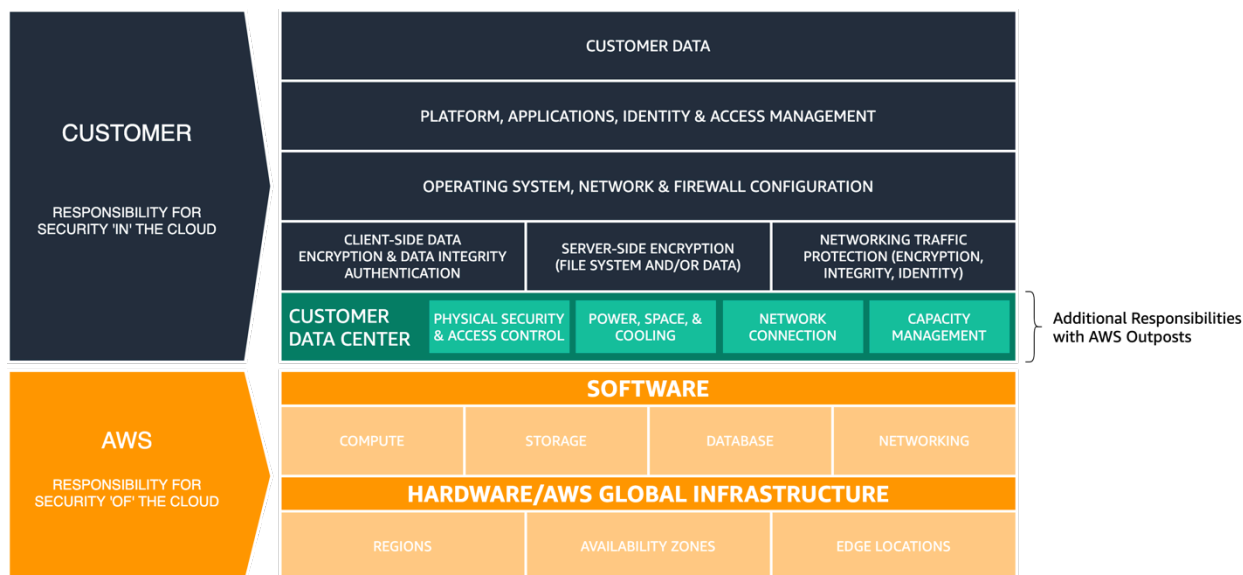 CUSTOMER
RESPONSIBILITY FOR
SECURITY 'IN' THE CLOUD
CUSTOMER DATA
PLATFORM, APPLICATIONS, IDENTITY & ACCESS MANAGEMENT
OPERATING SYSTEM, NETWORK & FIREWALL CONFIGURATION
CLIENT-SIDE DATA
ENCRYPTION & DATA INTEGRITY
AUTHENTICATION
SERVER-SIDE ENCRYPTION
(FILE SYSTEM AND/OR DATA)
NETWORKING TRAFFIC
PROTECTION (ENCRYPTION,
INTEGRITY, IDENTITY)
CUSTOMER
DATA CENTER
PHYSICAL SECURITY
& ACCESS CONTROL
POWER, SPACE, &
COOLING
NETWORK
CONNECTION
CAPACITY
MANAGEMENT
Additional Responsibilities
with AWS Outposts
AWS
RESPONSIBILITY FOR
SECURITY 'OF' THE CLOUD
SOFTWARE
COMPUTE
STORAGE
DATABASE
NETWORKING
HARDWARE/AWS GLOBAL INFRASTRUCTURE
REGIONS
AVAILABILITY ZONES
EDGE LOCATIONS